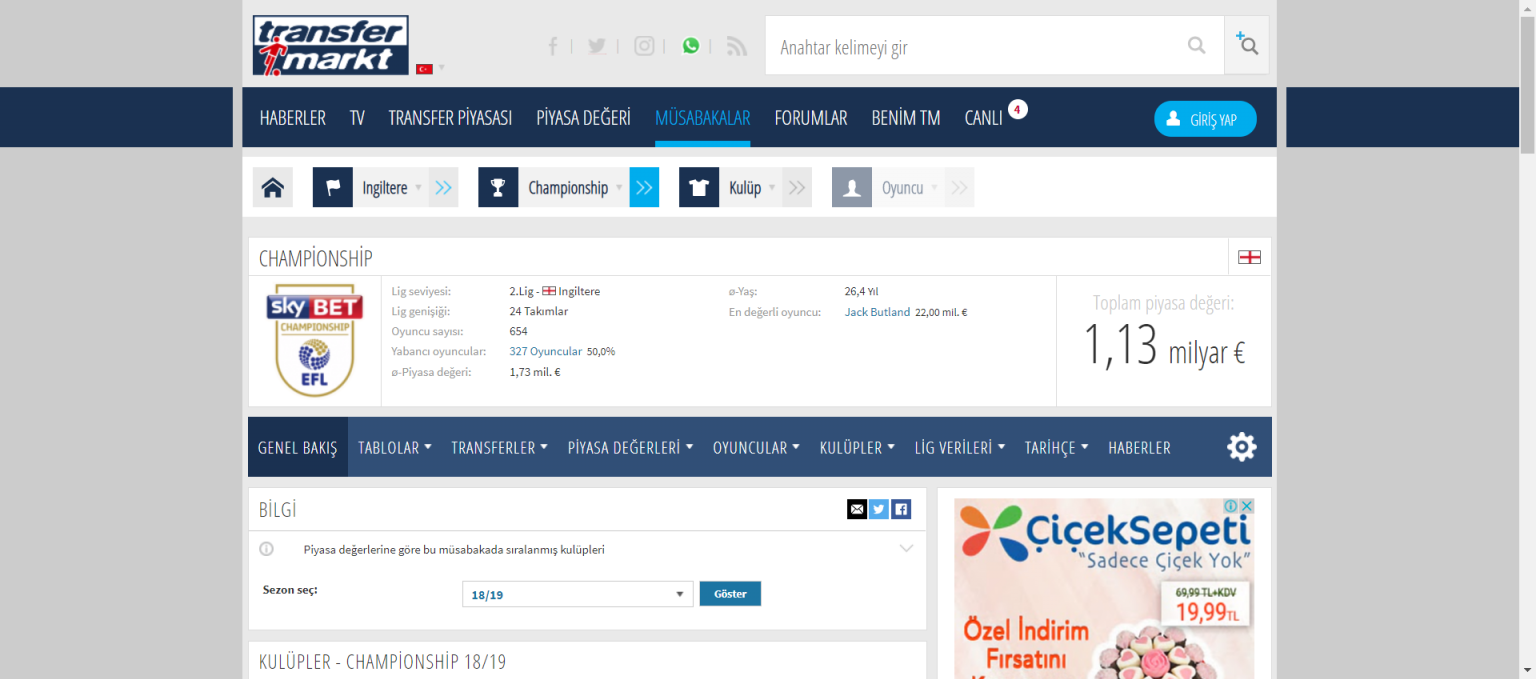 transfer
markt
Anahtar kelimeyi gir
HABERLER TV TRANSFER PİYASASI PİYASA DEĞERİ MÜSABAKALAR FORUMLAR BENİM TM CANLI 4 GİRİŞ YAP
Ingiltere Championship Kulüp Oyuncu
CHAMPİONSHİP
sky BET
CHAMPIONSHIP
EFL
Lig seviyesi: 2.Lig - Ingiltere
Lig genişiği: 24 Takımlar
Oyuncu sayısı: 654
Yabancı oyuncular: 327 Oyuncular 50,0%
ø-Piyasa değeri: 1,73 mil. €
ø-Yaş: 26,4 Yıl
En değerli oyuncu: Jack Butland 22,00 mil. €
Toplam piyasa değeri:
1,13 milyar €
GENEL BAKIŞ TABLOLAR TRANSFERLER PİYASA DEĞERLERİ OYUNCULAR KULÜPLER LİG VERİLERİ TARİHÇE HABERLER
BİLGİ
Piyasa değerlerine göre bu müsabakada sıralanmış kulüpleri
Sezon seç: 18/19 Göster
KULÜPLER - CHAMPİONSHİP 18/19
ÇiçekSepeti
"Sadece Çiçek Yok"
69,99 TL+KDV
19,99TL
Özel İndirim
Fırsatını